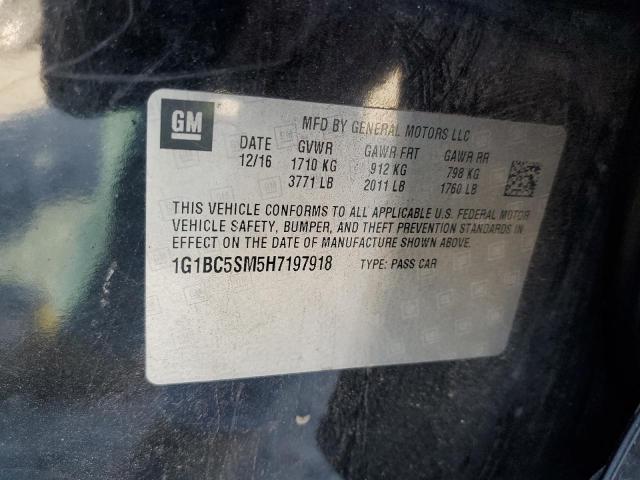 GM
MFD BY GENERAL MOTORS LLC
DATE GVWR GAWR FRT GAWR RR
12/16 1710 KG 912 KG 798 KG
3771 LB 2011 LB 1760 LB
THIS VEHICLE CONFORMS TO ALL APPLICABLE U.S. FEDERAL MOTOR
VEHICLE SAFETY, BUMPER, AND THEFT PREVENTION STANDARDS IN
EFFECT ON THE DATE OF MANUFACTURE SHOWN ABOVE.
1G1BC5SM5H7197918 TYPE: PASS CAR